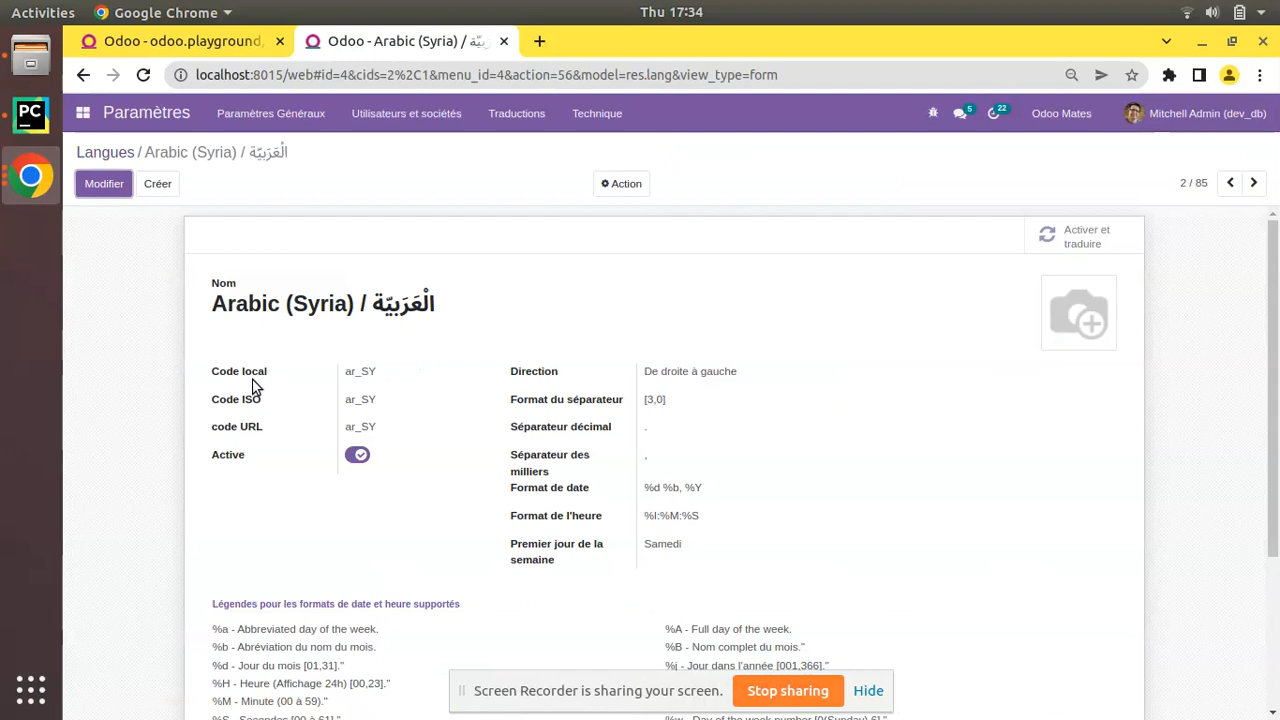 Activities Google Chrome Thu 17:34
Odoo - odoo.playground, Odoo - Arabic (Syria) / الْعَرَبيّة
localhost:8015/web#id=4&cids=2%2C1&menu_id=4&action=56&model=res.lang&view_type=form
Paramètres Paramètres Généraux Utilisateurs et sociétés Traductions Technique 5 22 Odoo Mates Mitchell Admin (dev_db)
Langues / Arabic (Syria) / الْعَرَبيّة
Modifier Créer Action 2 / 85
Activer et
traduire
Nom
Arabic (Syria) / الْعَرَبيّة
Code local ar_SY Direction De droite à gauche
Code ISO ar_SY Format du séparateur [3,0]
code URL ar_SY Séparateur décimal .
Active Séparateur des ,
milliers
Format de date %d %b, %Y
Format de l'heure %I:%M:%S
Premier jour de la Samedi
semaine
Légendes pour les formats de date et heure supportés
%a - Abbreviated day of the week. %A - Full day of the week.
%b - Abréviation du nom du mois. %B - Nom complet du mois."
%d - Jour du mois [01,31]." %j - Jour dans l'année [001,366]."
%H - Heure (Affichage 24h) [00,23]."
%M - Minute (00 à 59)."
Screen Recorder is sharing your screen. Stop sharing Hide
PC